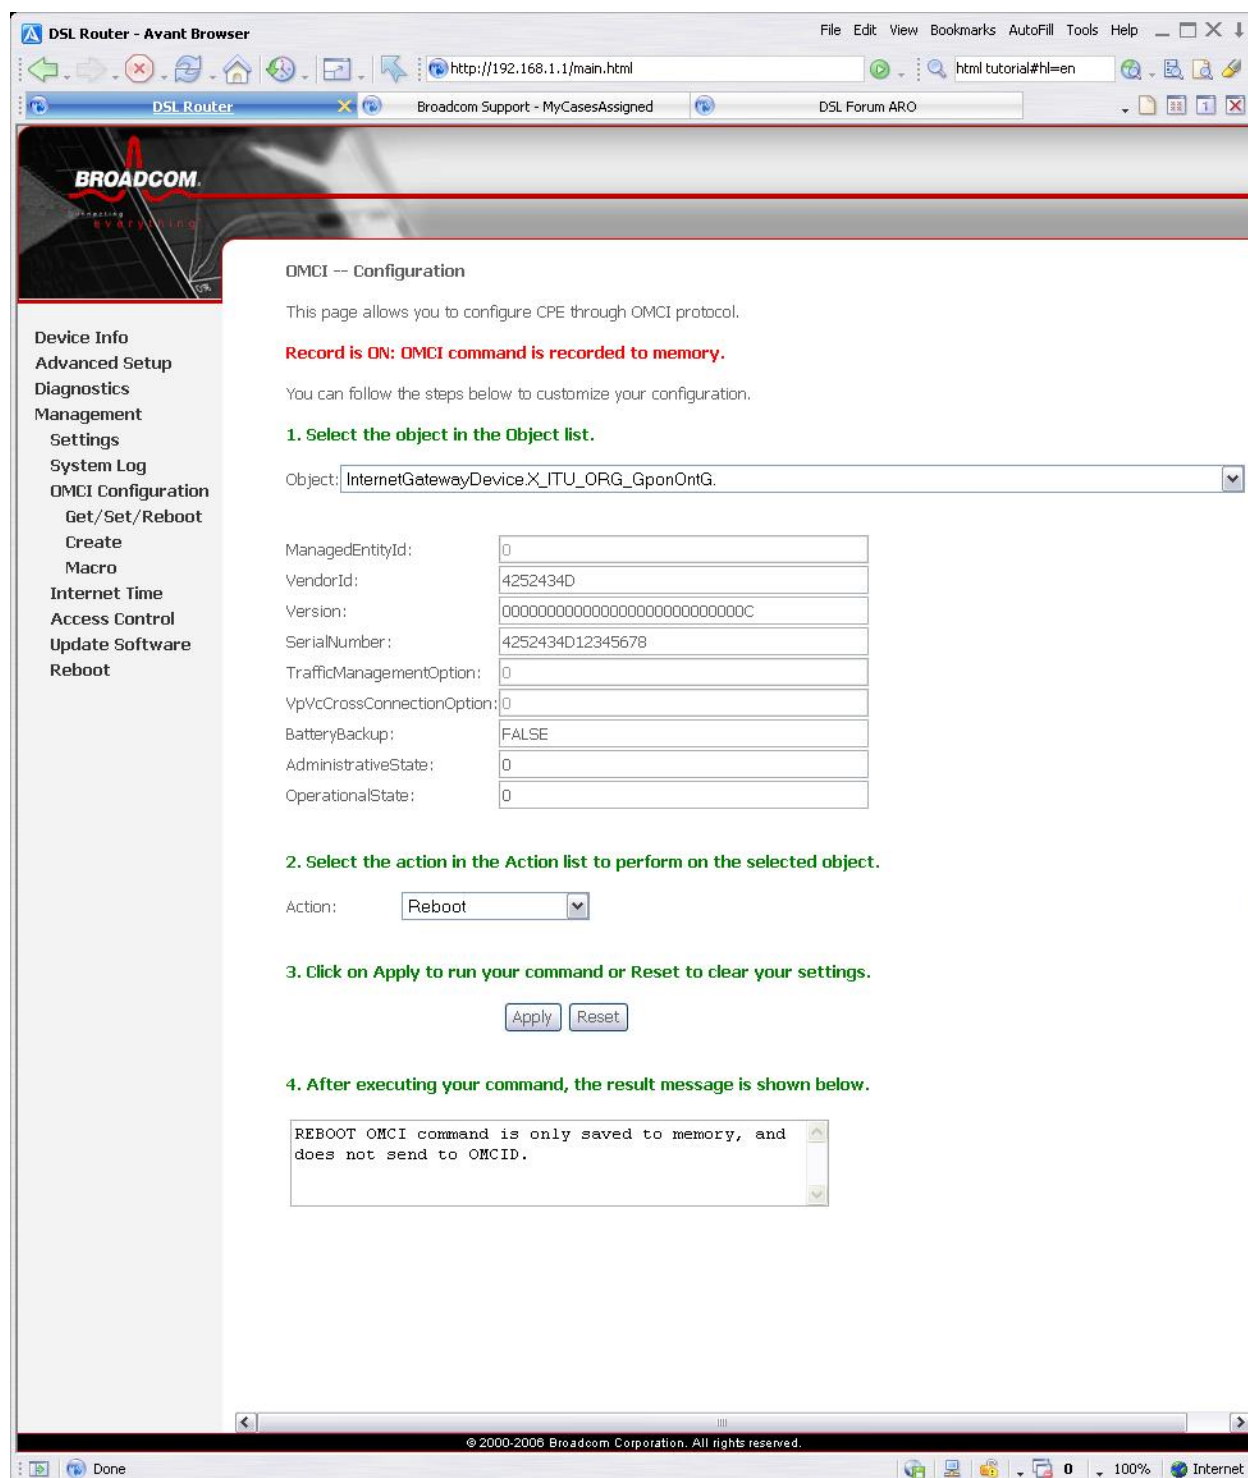 DSL Router - Avant Browser
File Edit View Bookmarks AutoFill Tools Help
http://192.168.1.1/main.html
html tutorial#hl=en
DSL Router
Broadcom Support - MyCasesAssigned
DSL Forum ARO
BROADCOM.
Connecting
everything
OMCI -- Configuration
This page allows you to configure CPE through OMCI protocol.
Record is ON: OMCI command is recorded to memory.
You can follow the steps below to customize your configuration.
1. Select the object in the Object list.
Object: InternetGatewayDevice.X_ITU_ORG_GponOntG.
Device Info
Advanced Setup
Diagnostics
Management
Settings
System Log
OMCI Configuration
Get/Set/Reboot
Create
Macro
Internet Time
Access Control
Update Software
Reboot
ManagedEntityId: 0
VendorId: 4252434D
Version: 000000000000000000000000000C
SerialNumber: 4252434D12345678
TrafficManagementOption: 0
VpVcCrossConnectionOption: 0
BatteryBackup: FALSE
AdministrativeState: 0
OperationalState: 0
2. Select the action in the Action list to perform on the selected object.
Action: Reboot
3. Click on Apply to run your command or Reset to clear your settings.
Apply Reset
4. After executing your command, the result message is shown below.
REBOOT OMCI command is only saved to memory, and
does not send to OMCID.
© 2000-2006 Broadcom Corporation. All rights reserved.
Done
0 100% Internet